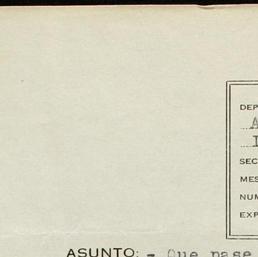 DEP
A
I
SEC
MES
NUM
EXP
ASUNTO: - Que pase